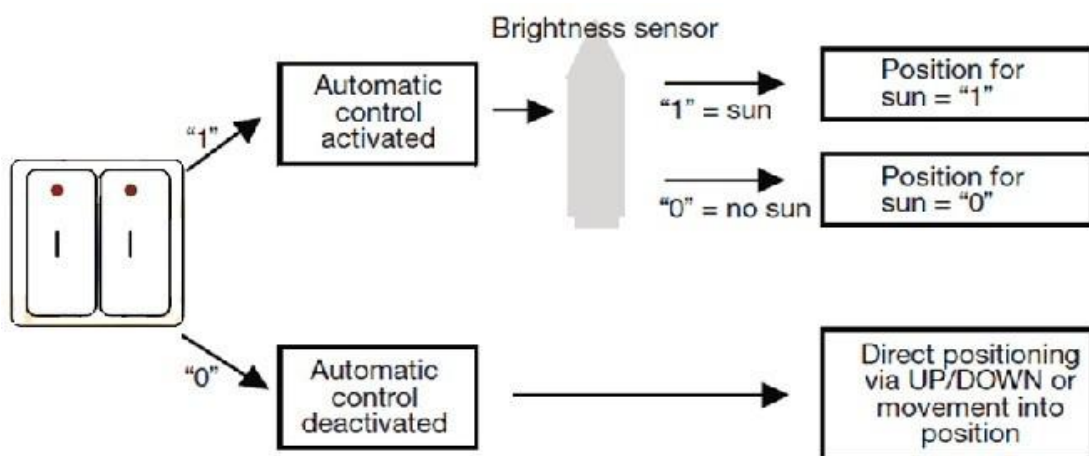 Brightness sensor
Automatic
control
activated
"1"
"1" = sun
Position for
sun = "1"
"0" = no sun
Position for
sun = "0"
"0"
Automatic
control
deactivated
Direct positioning
via UP/DOWN or
movement into
position